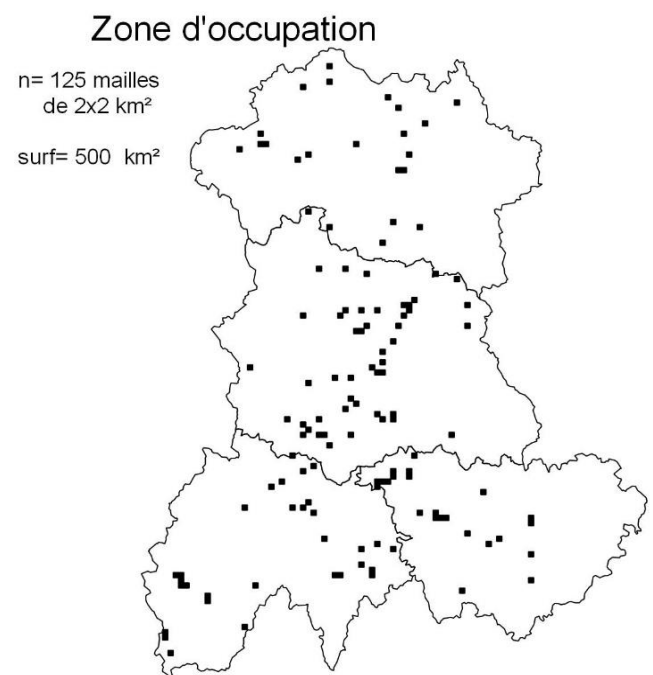 Zone d'occupation
n= 125 mailles
de 2x2 km²
surf= 500 km²